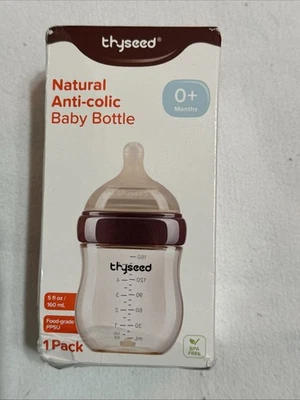 thyseed®
Natural
Anti-colic
Baby Bottle
0+
Months
thyseed
5 fl oz /
160 mL
Food-grade
PPSU
1 Pack
BPA
FREE